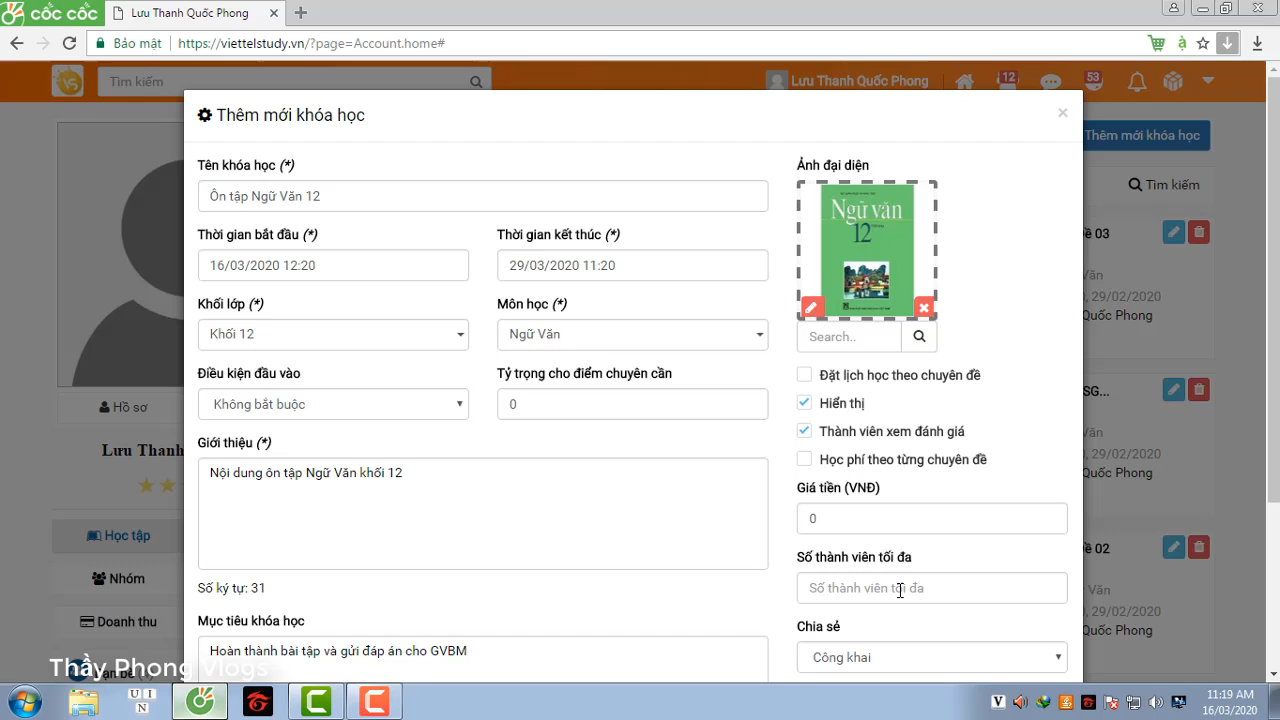 cốc cốc
Lưu Thanh Quốc Phong
Bảo mật
https://viettelstudy.vn/?page=Account.home#
Tìm kiếm
Lưu Thanh Quốc Phong
12
53
Thêm mới khóa học
Thêm mới khóa học
Tên khóa học (*)
Ôn tập Ngữ Văn 12
Thời gian bắt đầu (*)
Thời gian kết thúc (*)
16/03/2020 12:20
29/03/2020 11:20
Khối lớp (*)
Môn học (*)
Khối 12
Ngữ Văn
Điều kiện đầu vào
Tỷ trọng cho điểm chuyên cần
Không bắt buộc
0
Giới thiệu (*)
Nội dung ôn tập Ngữ Văn khối 12
Số ký tự: 31
Mục tiêu khóa học
Hoàn thành bài tập và gửi đáp án cho GVBM
Ảnh đại diện
Ngữ văn
12
Search..
Đặt lịch học theo chuyên đề
Hiển thị
Thành viên xem đánh giá
Học phí theo từng chuyên đề
Giá tiền (VNĐ)
0
Số thành viên tối đa
Số thành viên tối đa
Chia sẻ
Công khai
Tìm kiếm
đề 03
Văn
, 29/02/2020
Quốc Phong
SG...
Văn
, 29/02/2020
Quốc Phong
đề 02
Văn
, 29/02/2020
Quốc Phong
Hồ sơ
Lưu Thanh
Học tập
Nhóm
Doanh thu
Thầy Phong Vlogs
U I
N
V
11:19 AM
16/03/2020